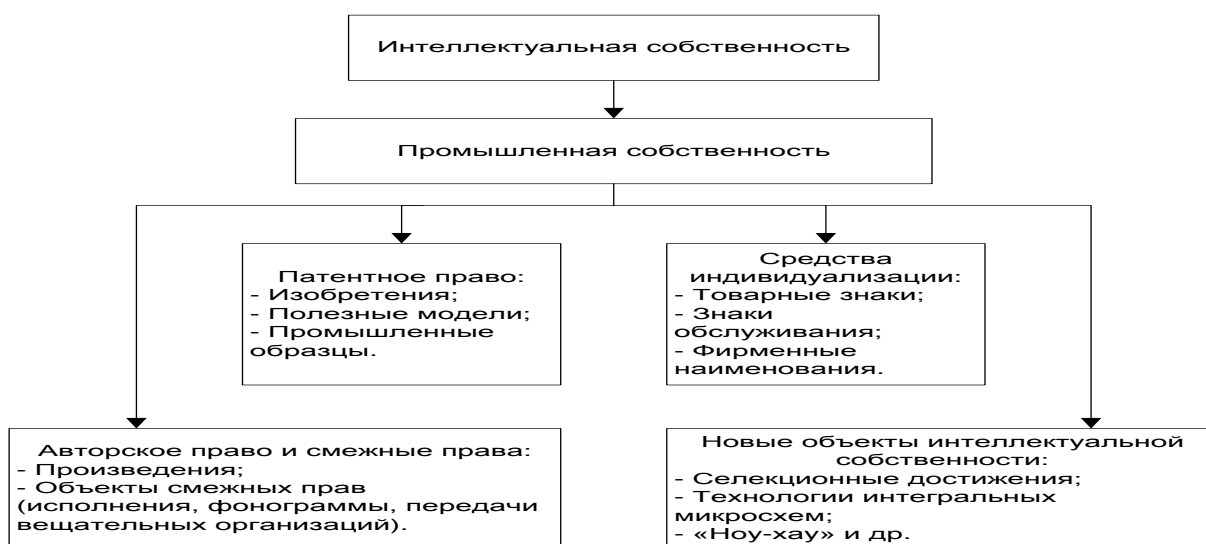 Интеллектуальная собственность
Промышленная собственность
Патентное право:
- Изобретения;
- Полезные модели;
- Промышленные
образцы.
Средства
индивидуализации:
- Товарные знаки;
- Знаки
обслуживания;
- Фирменные
наименования.
Авторское право и смежные права:
- Произведения;
- Объекты смежных прав
(исполнения, фонограммы, передачи
вещательных организаций).
Новые объекты интеллектуальной
собственности:
- Селекционные достижения;
- Технологии интегральных
микросхем;
- «Ноу-хау» и др.